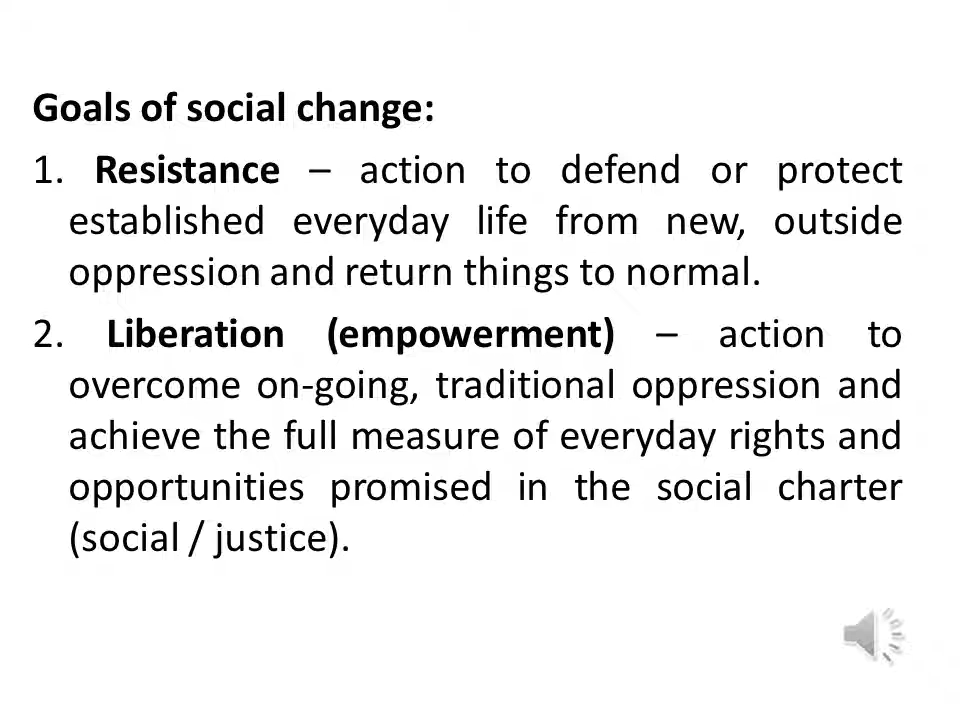 Goals of social change:
1. Resistance – action to defend or protect
established everyday life from new, outside
oppression and return things to normal.
2. Liberation (empowerment) – action to
overcome on-going, traditional oppression and
achieve the full measure of everyday rights and
opportunities promised in the social charter
(social / justice).